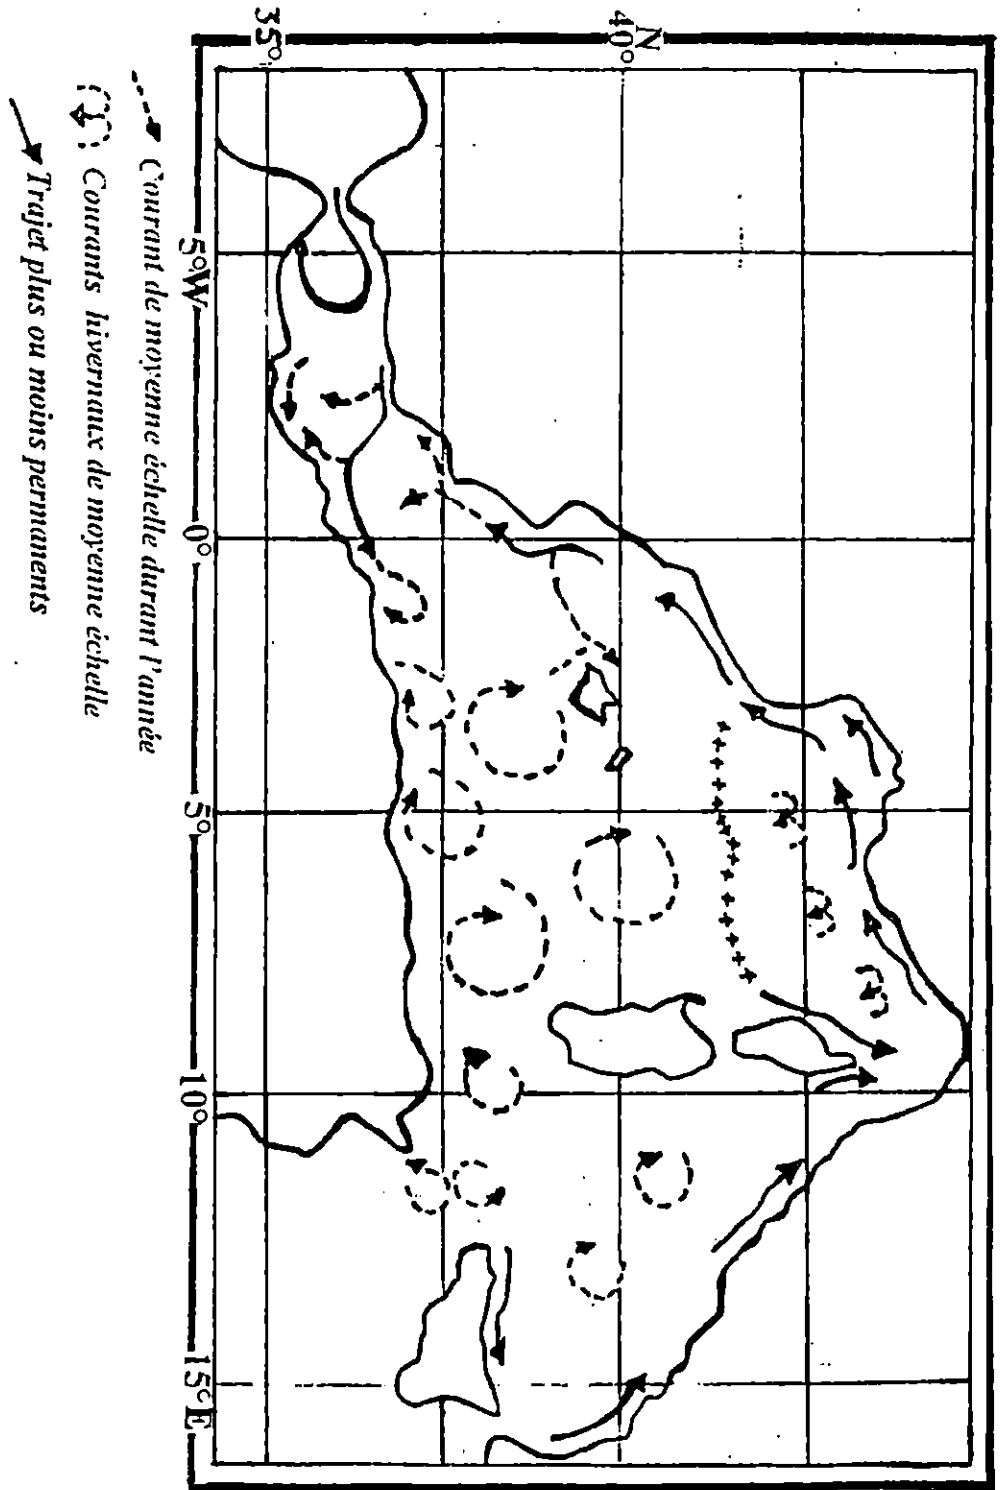 N
40°
35°
5°W
0°
5°
10°
15°E
Courant de moyenne échelle durant l'année
Courants hivernaux de moyenne échelle
Trajet plus ou moins permanents